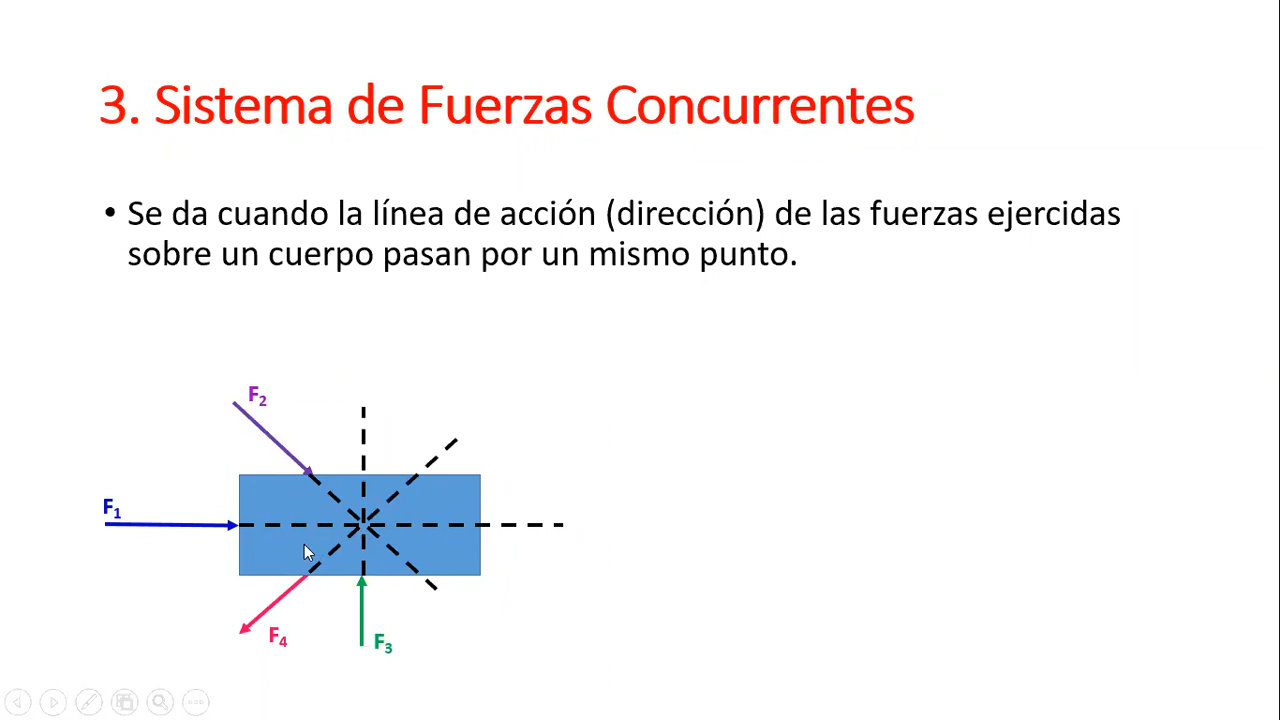 3. Sistema de Fuerzas Concurrentes
• Se da cuando la línea de acción (dirección) de las fuerzas ejercidas
sobre un cuerpo pasan por un mismo punto.
F₂
F₁
F₄
F₃